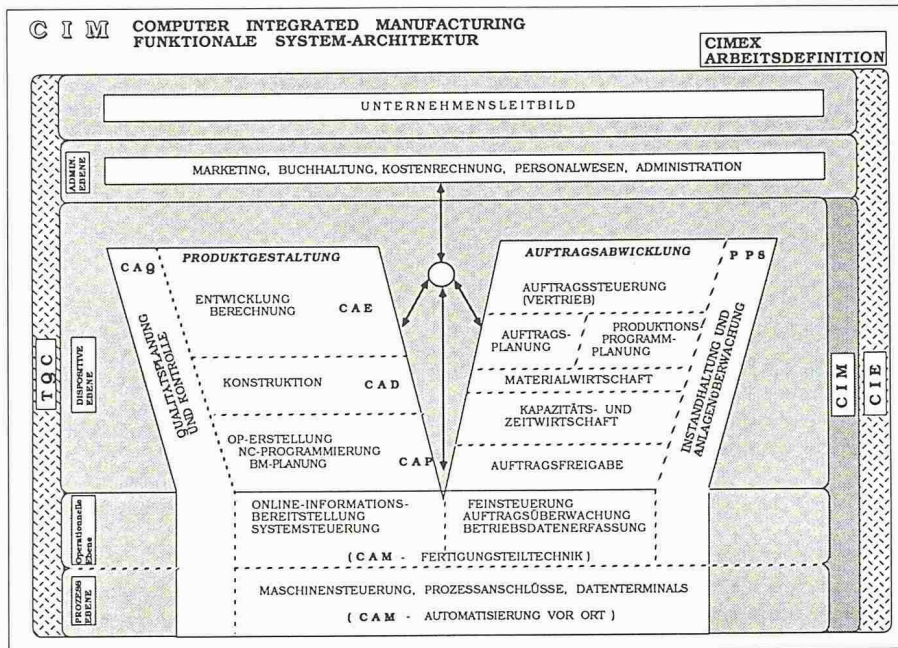 C I M COMPUTER INTEGRATED MANUFACTURING
FUNKTIONALE SYSTEM-ARCHITEKTUR
CIMEX
ARBEITSDEFINITION
UNTERNEHMENSLEITBILD
ADMIN.
EBENE
MARKETING, BUCHHALTUNG, KOSTENRECHNUNG, PERSONALWESEN, ADMINISTRATION
TQC
DISPOSITIVE
EBENE
CAQ
QUALITÄTSPLANUNG
UND KONTROLLE
PRODUKTGESTALTUNG
ENTWICKLUNG
BERECHNUNG CAE
KONSTRUKTION CAD
OP-ERSTELLUNG
NC-PROGRAMMIERUNG
BM-PLANUNG CAP
AUFTRAGSABWICKLUNG
PPS
AUFTRAGSSTEUERUNG
(VERTRIEB)
AUFTRAGS-
PLANUNG
PRODUKTIONS
PROGRAMM-
PLANUNG
MATERIALWIRTSCHAFT
KAPAZITÄTS- UND
ZEITWIRTSCHAFT
AUFTRAGSFREIGABE
INSTANDHALTUNG UND
ANLAGENÜBERWACHUNG
CIM
CIE
Operationnelle
Ebene
ONLINE-INFORMATIONS-
BEREITSTELLUNG
SYSTEMSTEUERUNG
FEINSTEUERUNG
AUFTRAGSÜBERWACHUNG
BETRIEBSDATENERFASSUNG
(CAM - FERTIGUNGSTEILTECHNIK)
PROZESS
EBENE
MASCHINENSTEUERUNG, PROZESSANSCHLÜSSE, DATENTERMINALS
(CAM - AUTOMATISIERUNG VOR ORT)